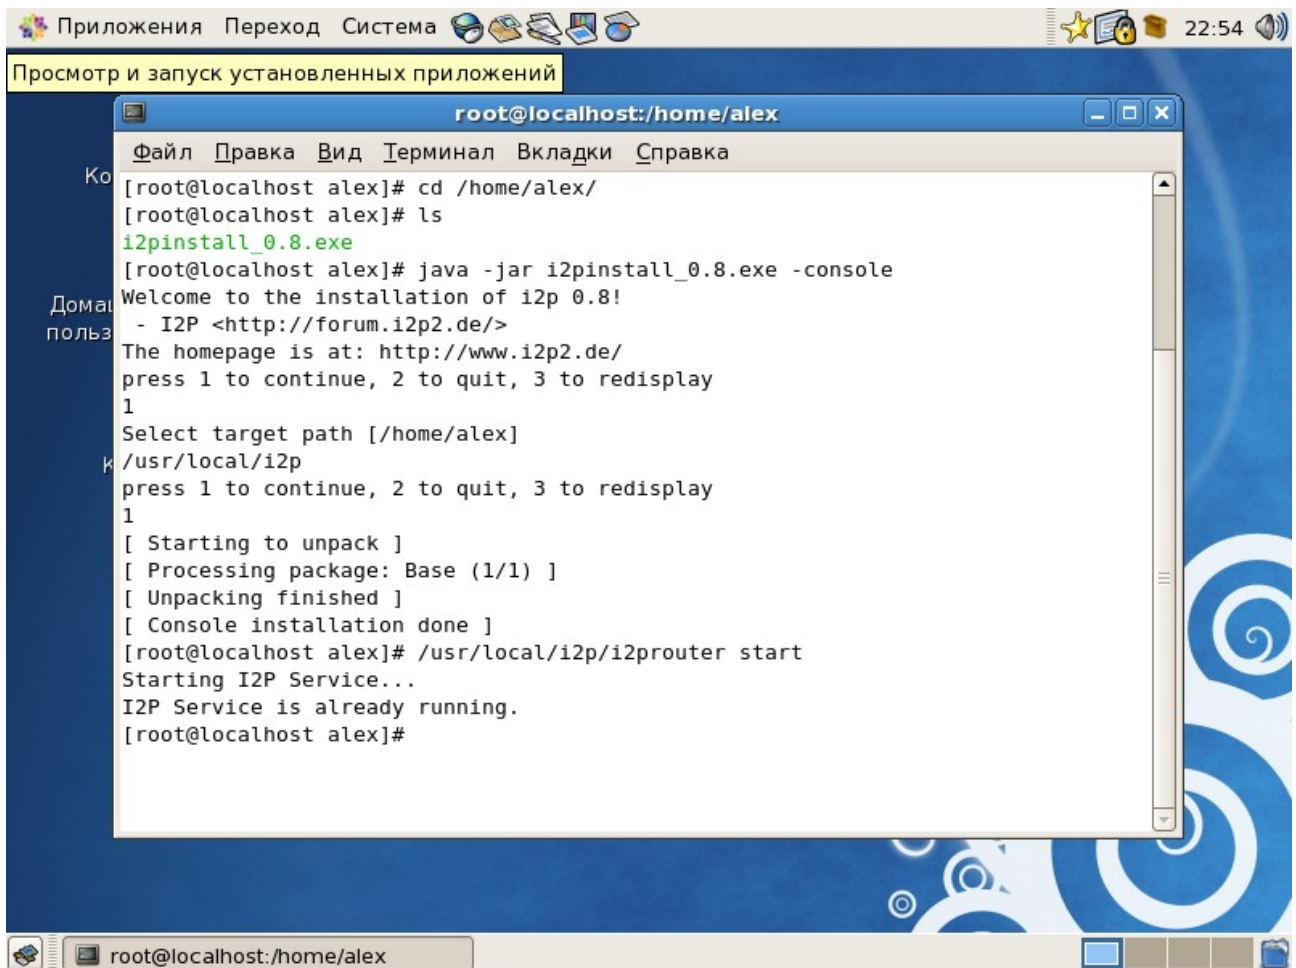 Приложения Переход Система 22:54
Просмотр и запуск установленных приложений
root@localhost:/home/alex
Файл Правка Вид Терминал Вкладки Справка
[root@localhost alex]# cd /home/alex/
[root@localhost alex]# ls
i2pinstall_0.8.exe
[root@localhost alex]# java -jar i2pinstall_0.8.exe -console
Welcome to the installation of i2p 0.8!
- I2P <http://forum.i2p2.de/>
The homepage is at: http://www.i2p2.de/
press 1 to continue, 2 to quit, 3 to redisplay
1
Select target path [/home/alex]
/usr/local/i2p
press 1 to continue, 2 to quit, 3 to redisplay
1
[ Starting to unpack ]
[ Processing package: Base (1/1) ]
[ Unpacking finished ]
[ Console installation done ]
[root@localhost alex]# /usr/local/i2p/i2prouter start
Starting I2P Service...
I2P Service is already running.
[root@localhost alex]#
root@localhost:/home/alex